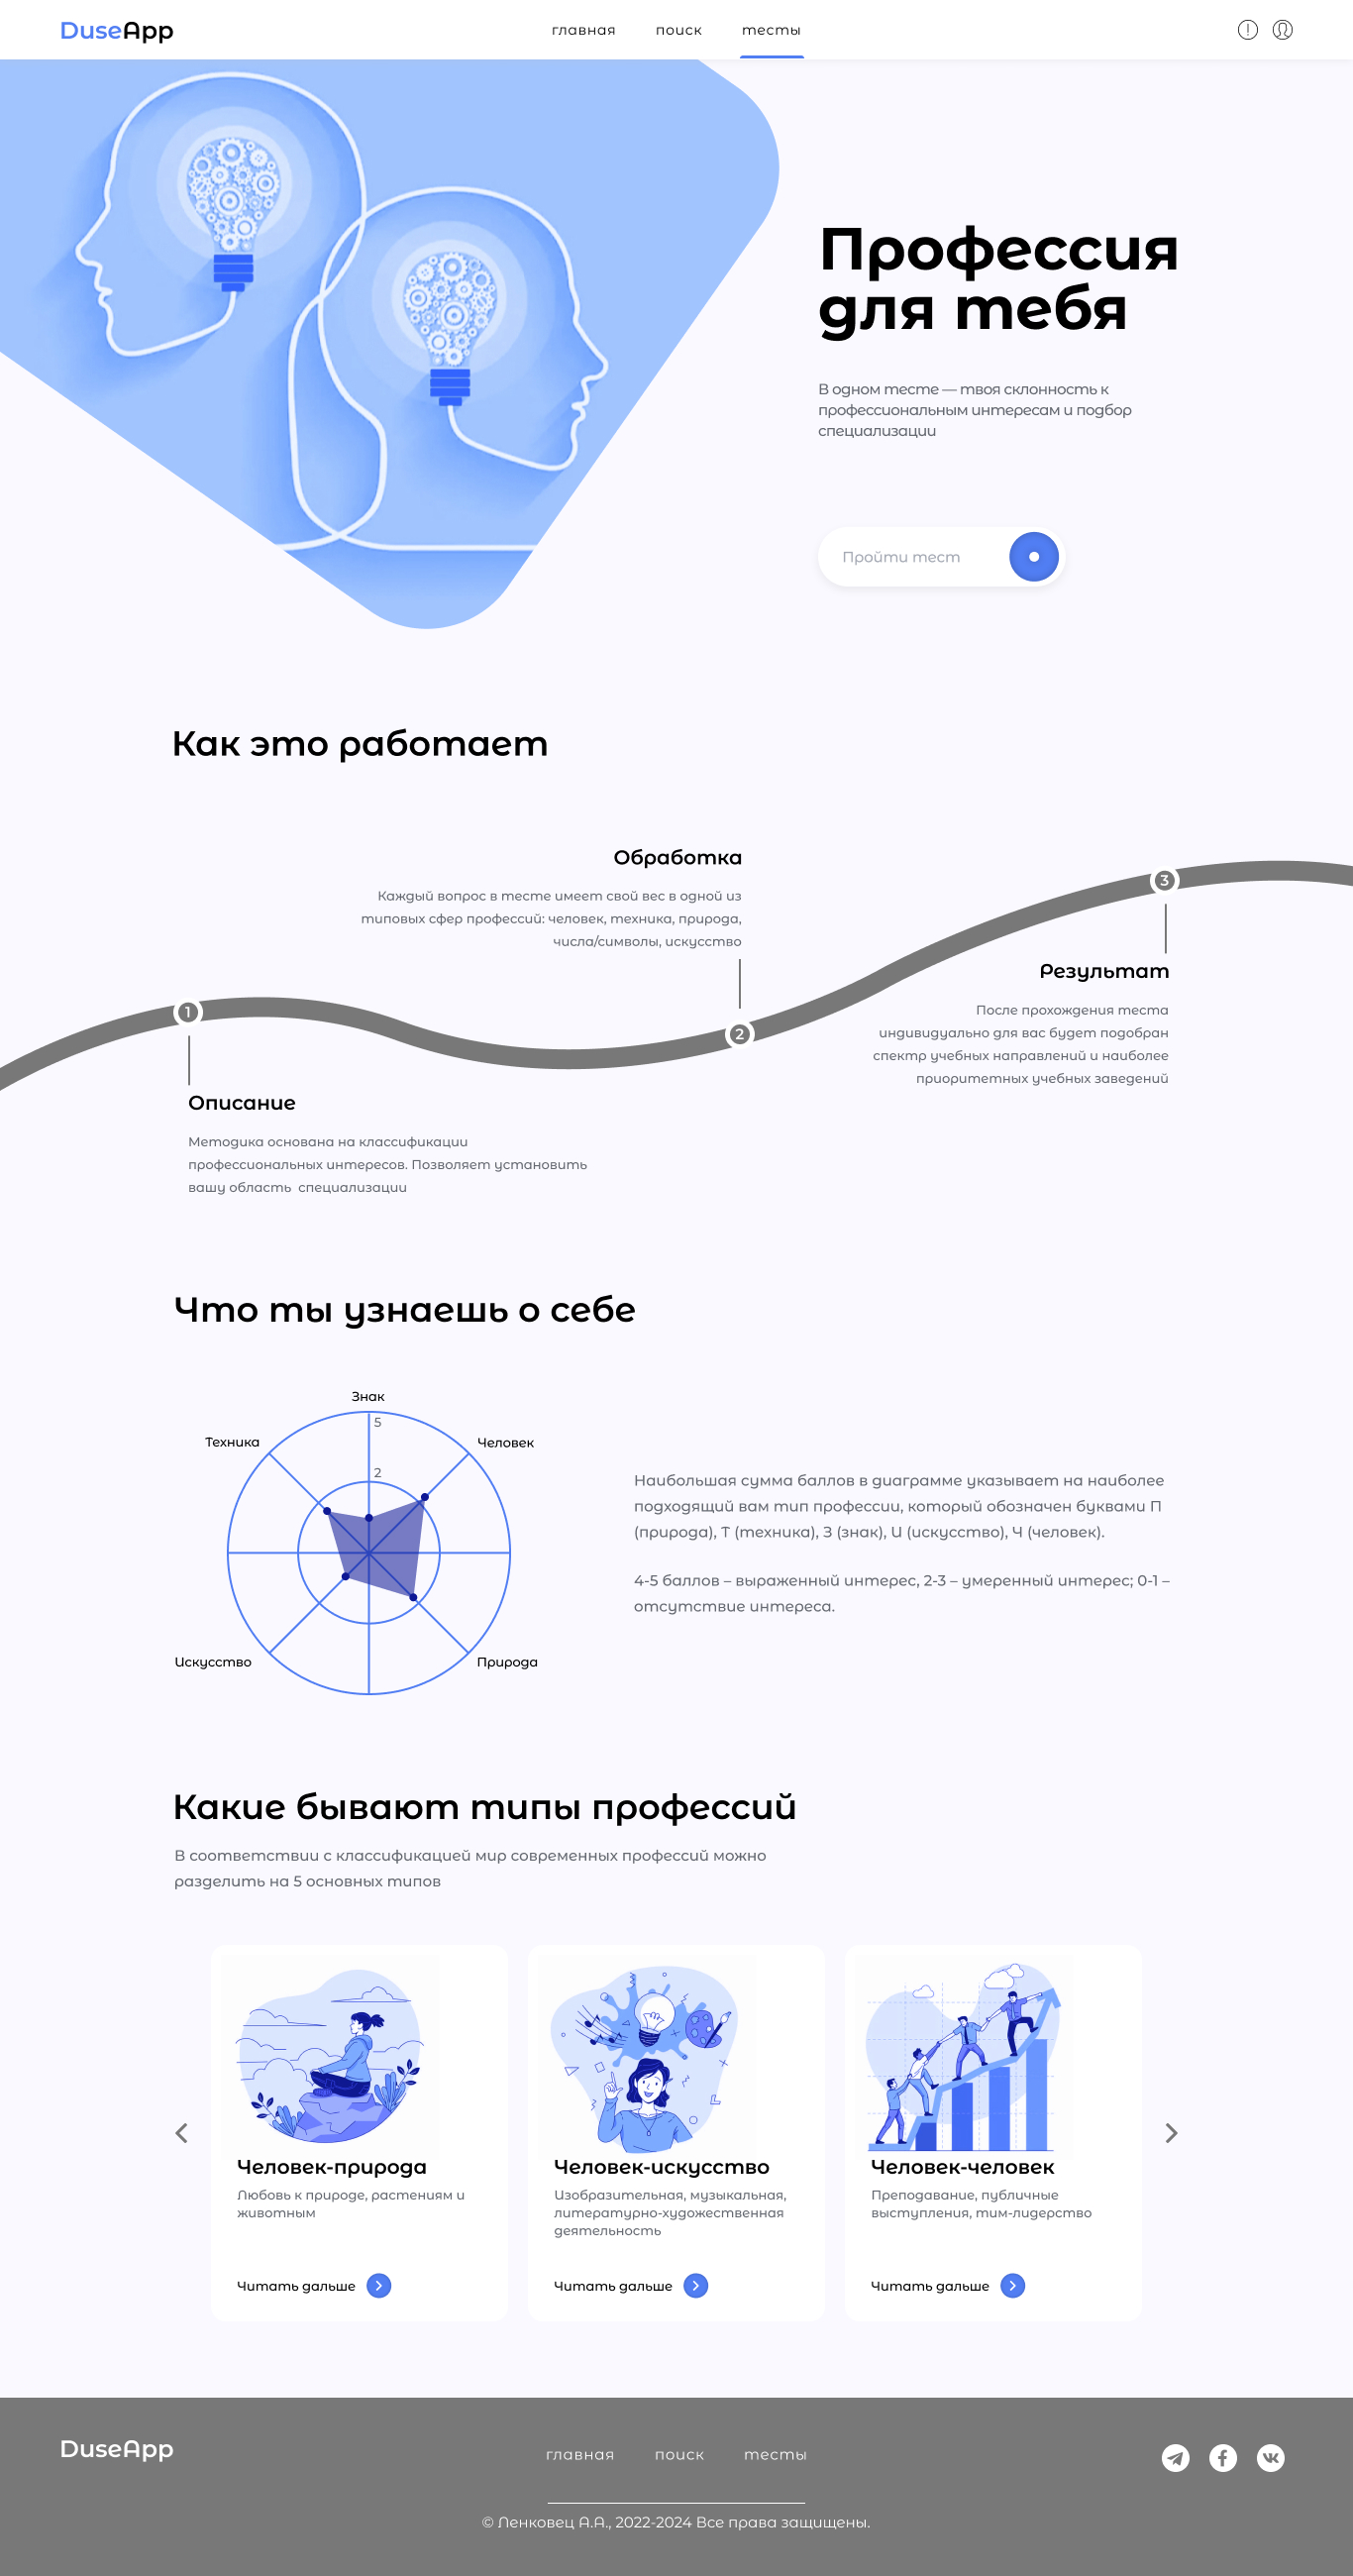 DuseApp
главная
поиск
тесты
Профессия
для тебя
В одном тесте — твоя склонность к
профессиональным интересам и подбор
специализации
Пройти тест
Как это работает
Обработка
Каждый вопрос в тесте имеет свой вес в одной из
типовых сфер профессий: человек, техника, природа,
числа/символы, искусство
3
Результат
После прохождения теста
индивидуально для вас будет подобран
спектр учебных направлений и наиболее
приоритетных учебных заведений
1
2
Описание
Методика основана на классификации
профессиональных интересов. Позволяет установить
вашу область специализации
Что ты узнаешь о себе
Знак
5
Техника
Человек
2
Искусство
Природа
Наибольшая сумма баллов в диаграмме указывает на наиболее
подходящий вам тип профессии, который обозначен буквами П
(природа), Т (техника), З (знак), И (искусство), Ч (человек).
4-5 баллов – выраженный интерес, 2-3 – умеренный интерес; 0-1 –
отсутствие интереса.
Какие бывают типы профессий
В соответствии с классификацией мир современных профессий можно
разделить на 5 основных типов
Человек-природа
Любовь к природе, растениям и
животным
Читать дальше
Человек-искусство
Изобразительная, музыкальная,
литературно-художественная
деятельность
Читать дальше
Человек-человек
Преподавание, публичные
выступления, тим-лидерство
Читать дальше
DuseApp
главная
поиск
тесты
© Ленковец А.А., 2022-2024 Все права защищены.